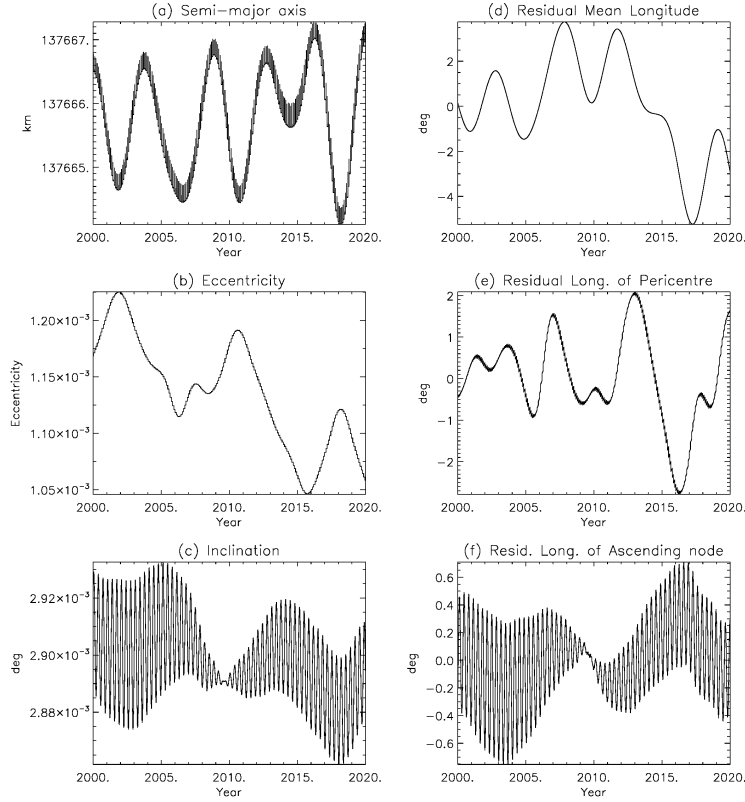 (a) Semi-major axis
137667.
137666.
137665.
km
2000. 2005. 2010. 2015. 2020.
Year
(d) Residual Mean Longitude
2
0
-2
-4
deg
2000. 2005. 2010. 2015. 2020.
Year
(b) Eccentricity
1.20×10⁻³
1.15×10⁻³
1.10×10⁻³
1.05×10⁻³
Eccentricity
2000. 2005. 2010. 2015. 2020.
Year
(e) Residual Long. of Pericentre
2
1
0
-1
-2
deg
2000. 2005. 2010. 2015. 2020.
Year
(c) Inclination
2.92×10⁻³
2.90×10⁻³
2.88×10⁻³
deg
2000. 2005. 2010. 2015. 2020.
Year
(f) Resid. Long. of Ascending node
0.6
0.4
0.2
0.0
-0.2
-0.4
-0.6
deg
2000. 2005. 2010. 2015. 2020.
Year